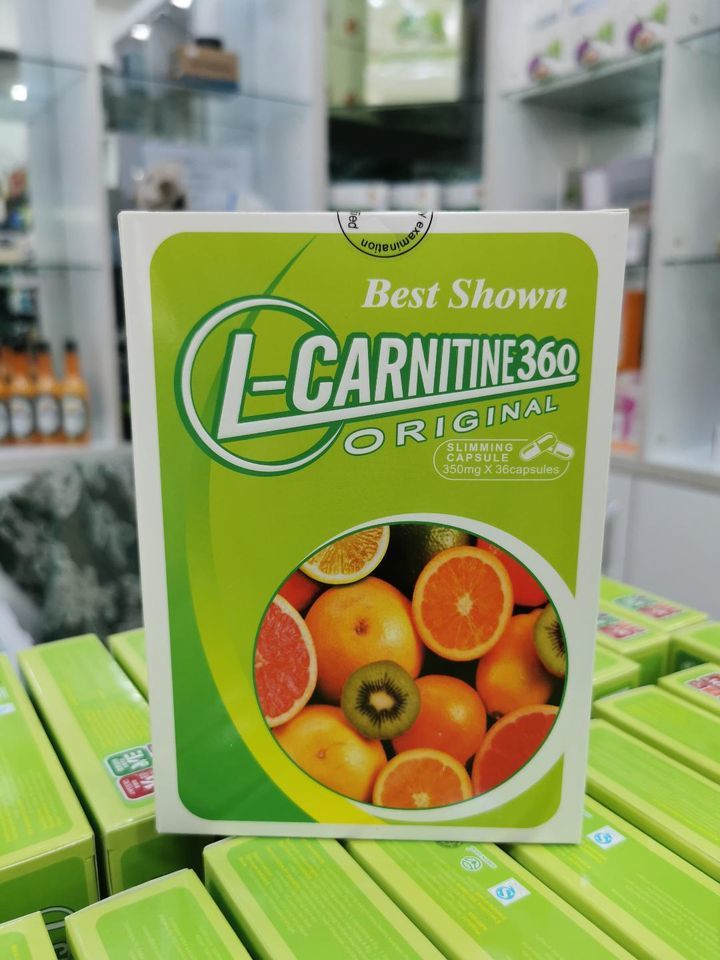 examination
Best Shown
L-CARNITINE360
ORIGINAL
SLIMMING
CAPSULE
350mg X 36capsules